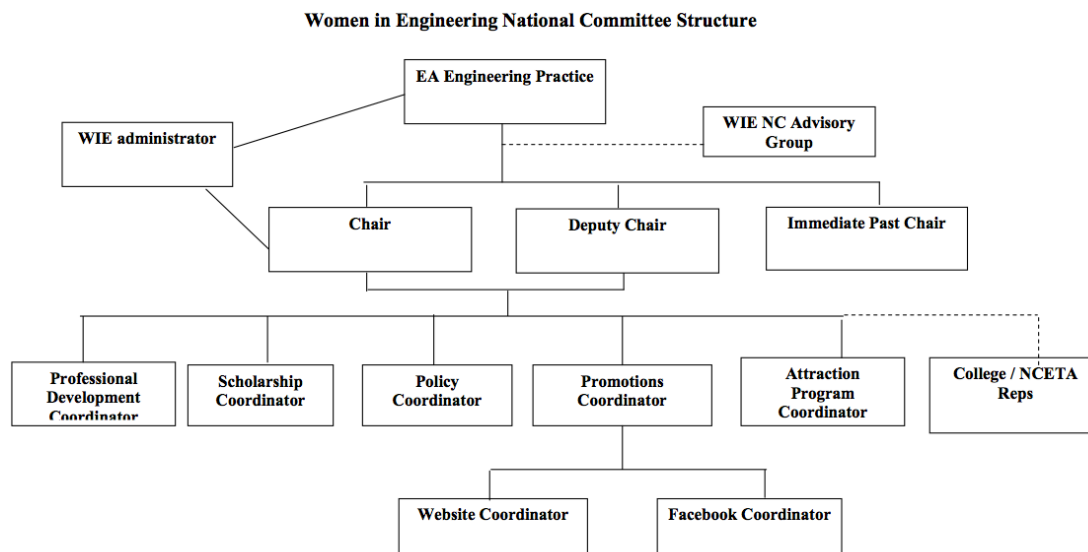 Women in Engineering National Committee Structure
EA Engineering Practice
WIE administrator
WIE NC Advisory
Group
Chair
Deputy Chair
Immediate Past Chair
Professional
Development
Coordinator
Scholarship
Coordinator
Policy
Coordinator
Promotions
Coordinator
Attraction
Program
Coordinator
College / NCETA
Reps
Website Coordinator
Facebook Coordinator